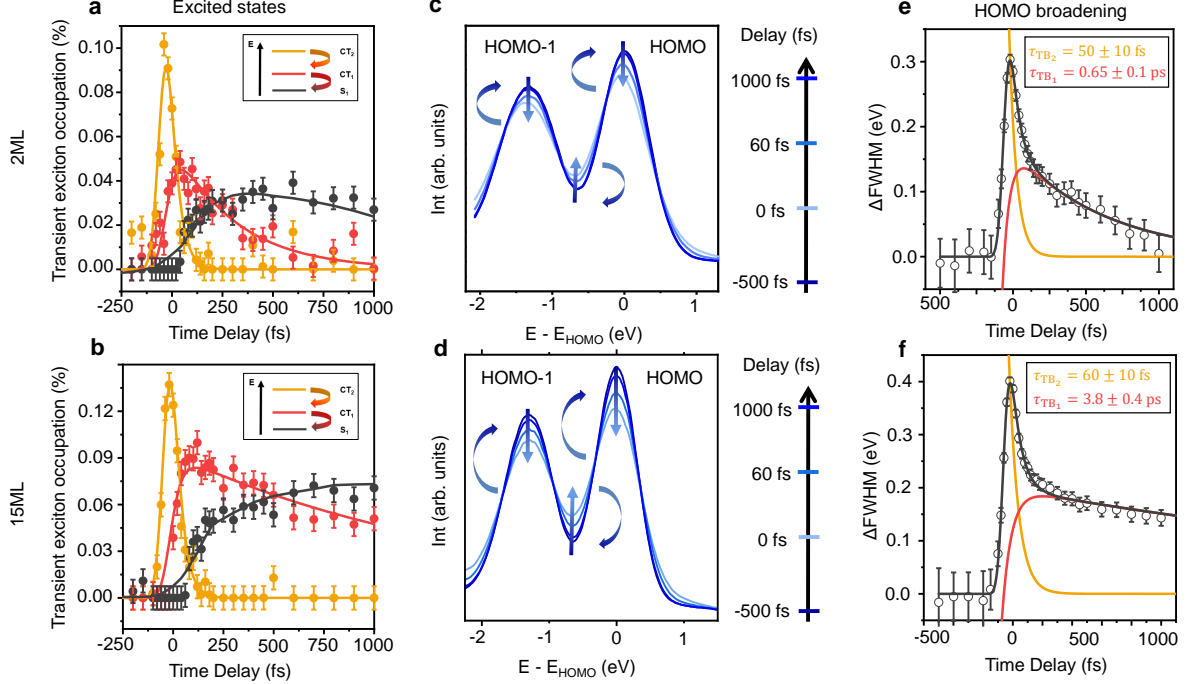 Excited states
HOMO broadening
2ML
15ML
a
Transient exciton occupation (%)
0.10
0.08
0.06
0.04
0.02
0.00
-250
0
250
500
750
1000
Time Delay (fs)
E
CT2
CT1
S1
c
HOMO-1
HOMO
Int (arb. units)
-2
-1
0
1
E - EHOMO (eV)
Delay (fs)
1000 fs
60 fs
0 fs
-500 fs
e
τTB2 = 50 ± 10 fs
τTB1 = 0.65 ± 0.1 ps
ΔFWHM (eV)
0.3
0.2
0.1
0.0
500
0
500
1000
Time Delay (fs)
b
Transient exciton occupation (%)
0.12
0.09
0.06
0.03
0.00
-250
0
250
500
750
1000
Time Delay (fs)
E
CT2
CT1
S1
d
HOMO-1
HOMO
Int (arb. units)
-2
-1
0
1
E - EHOMO (eV)
Delay (fs)
1000 fs
60 fs
0 fs
-500 fs
f
τTB2 = 60 ± 10 fs
τTB1 = 3.8 ± 0.4 ps
ΔFWHM (eV)
0.4
0.3
0.2
0.1
0.0
-500
0
500
1000
Time Delay (fs)